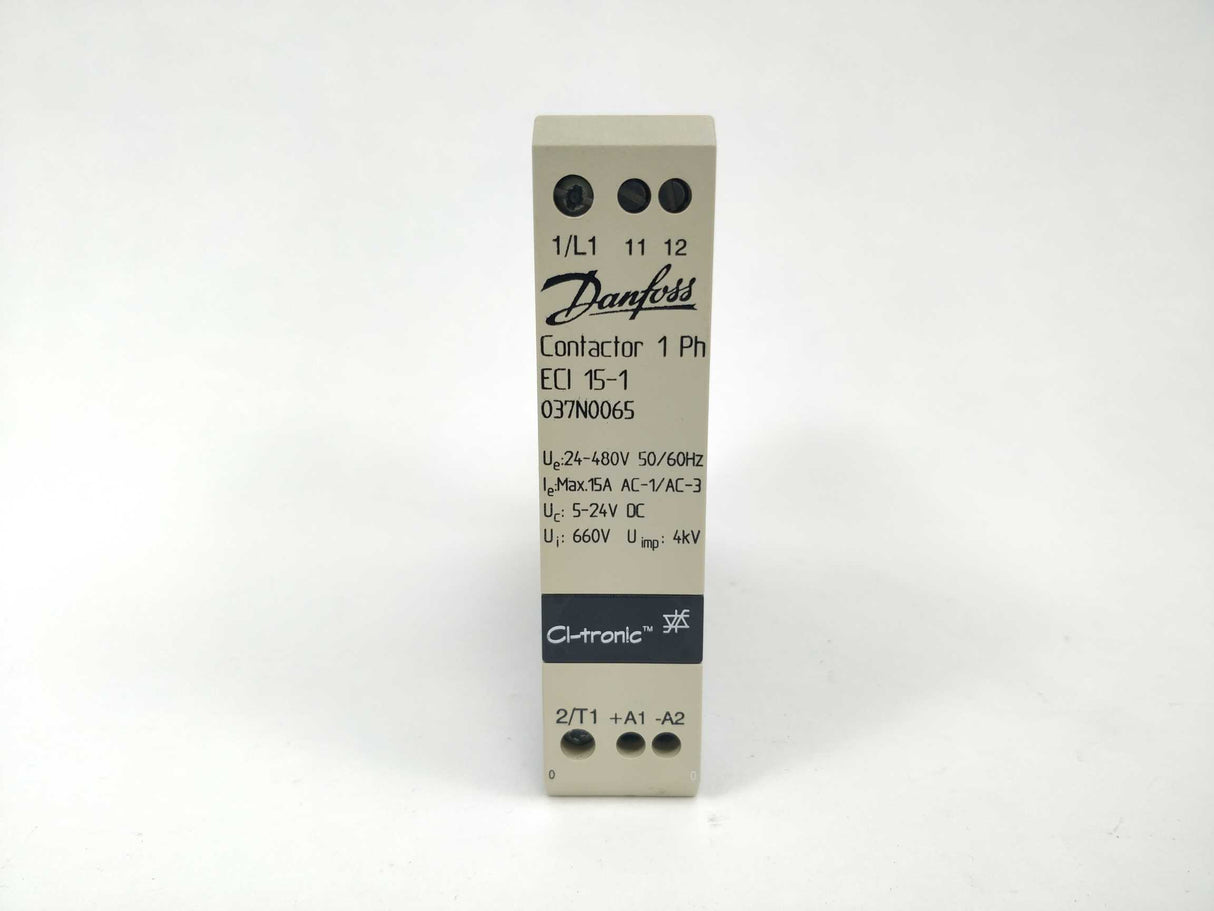 1/L1 11 12
Danfoss
Contactor 1 Ph
ECI 15-1
037N0065
Ue:24-480V 50/60Hz
Ie:Max.15A AC-1/AC-3
Uc: 5-24V DC
Ui: 660V Uimp: 4kV
CI-tronic™
2/T1 +A1 -A2
0 0